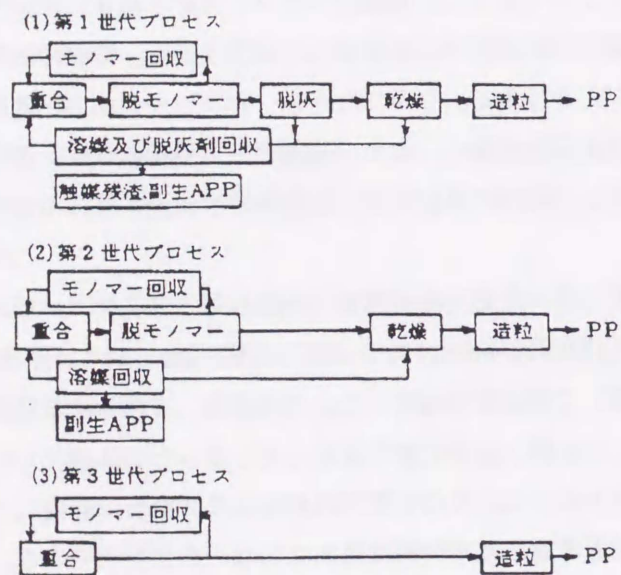 (1)第1世代プロセス
モノマー回収
重合 脱モノマー 脱灰 乾燥 造粒 PP
溶媒及び脱灰剤回収
触媒残渣,副生APP
(2)第2世代プロセス
モノマー回収
重合 脱モノマー 乾燥 造粒 PP
溶媒回収
副生APP
(3)第3世代プロセス
モノマー回収
重合 造粒 PP